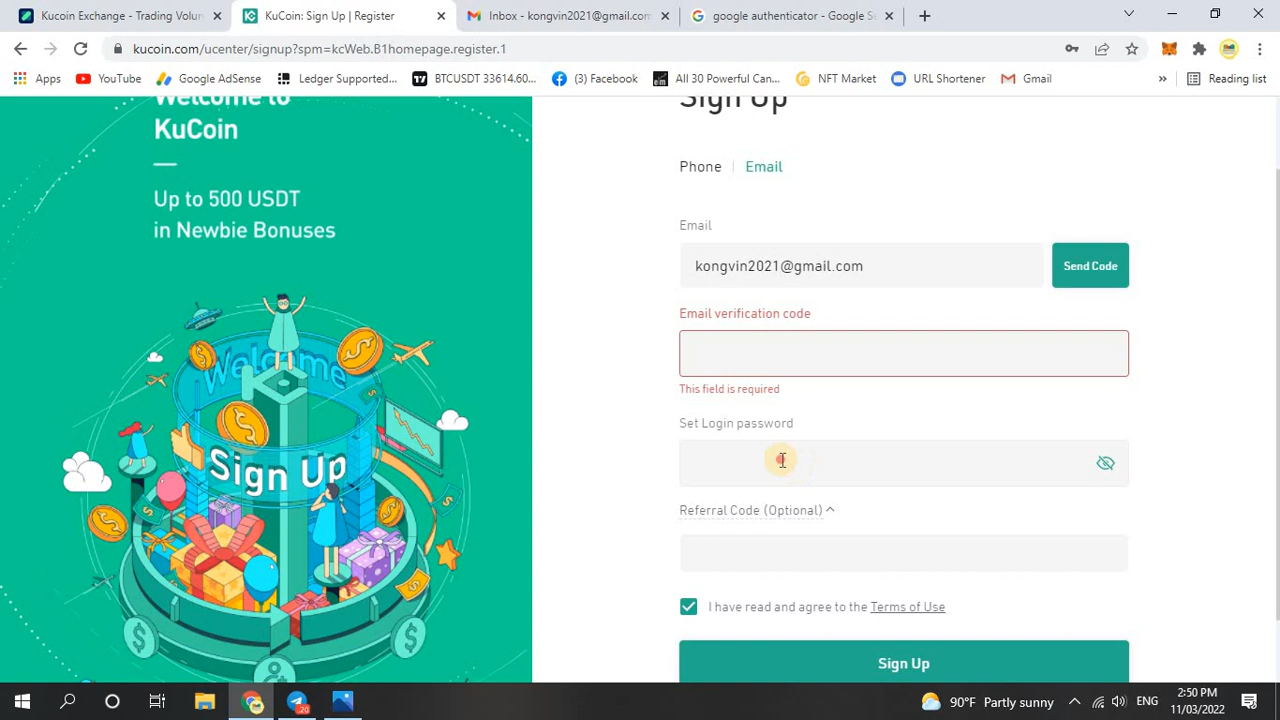 Kucoin Exchange - Trading Volun
KuCoin: Sign Up | Register
Inbox - kongvin2021@gmail.com
google authenticator - Google Se
kucoin.com/ucenter/signup?spm=kcWeb.B1homepage.register.1
Apps
YouTube
Google AdSense
Ledger Supported...
BTCUSDT 33614.60...
(3) Facebook
All 30 Powerful Can...
NFT Market
URL Shortener
Gmail
»
Reading list
Welcome to
KuCoin
Up to 500 USDT
in Newbie Bonuses
Welcome
Sign Up
Sign Up
Phone | Email
Email
kongvin2021@gmail.com
Send Code
Email verification code
This field is required
Set Login password
Referral Code (Optional)
I have read and agree to the Terms of Use
Sign Up
20
90°F Partly sunny
ENG
2:50 PM
11/03/2022